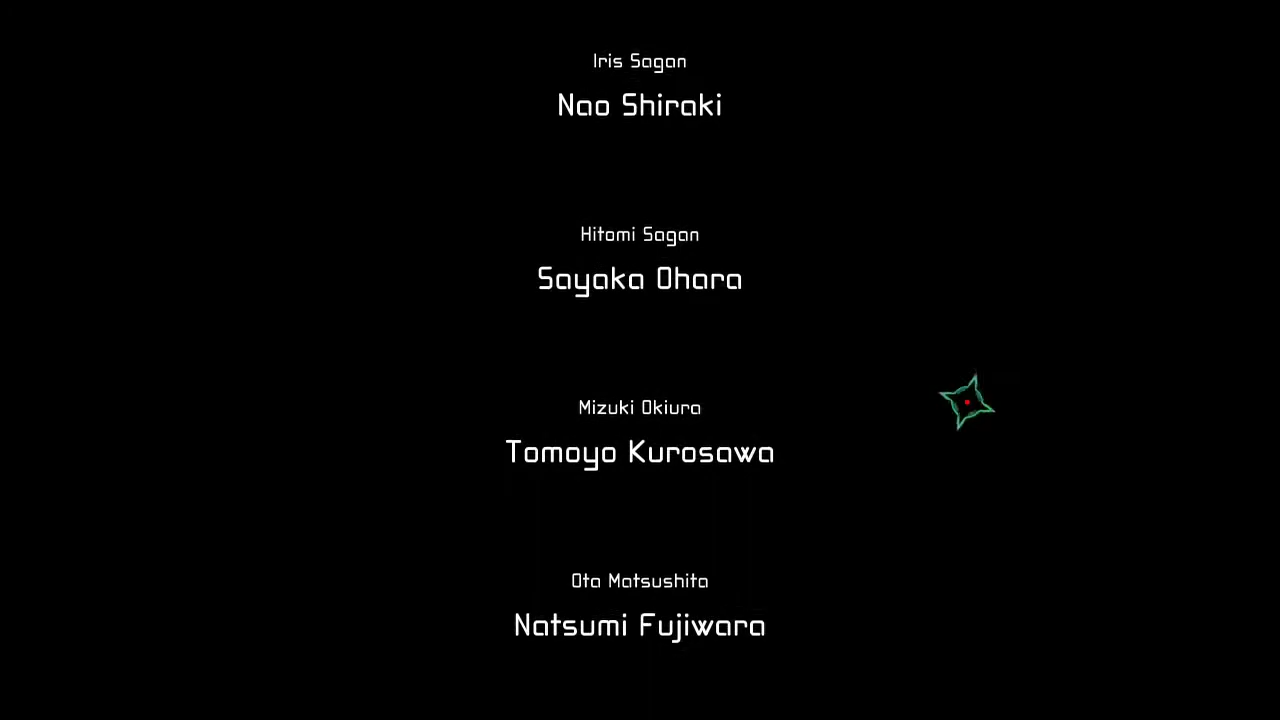 Iris Sagan
Nao Shiraki
Hitomi Sagan
Sayaka Ohara
Mizuki Okiura
Tomoyo Kurosawa
Ota Matsushita
Natsumi Fujiwara